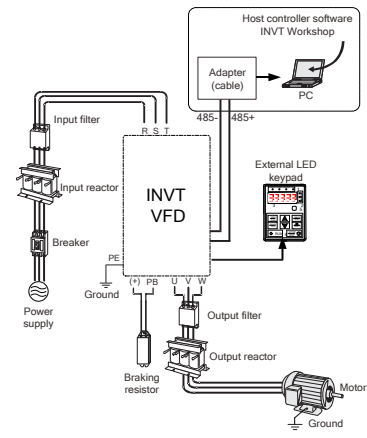 Host controller software
INVT Workshop
Adapter
(cable)
PC
485-
485+
R S T
Input filter
Input reactor
Breaker
Power
supply
INVT
VFD
External LED
keypad
PE
Ground
(+) PB
U V W
Braking
resistor
Output filter
Output reactor
Motor
Ground